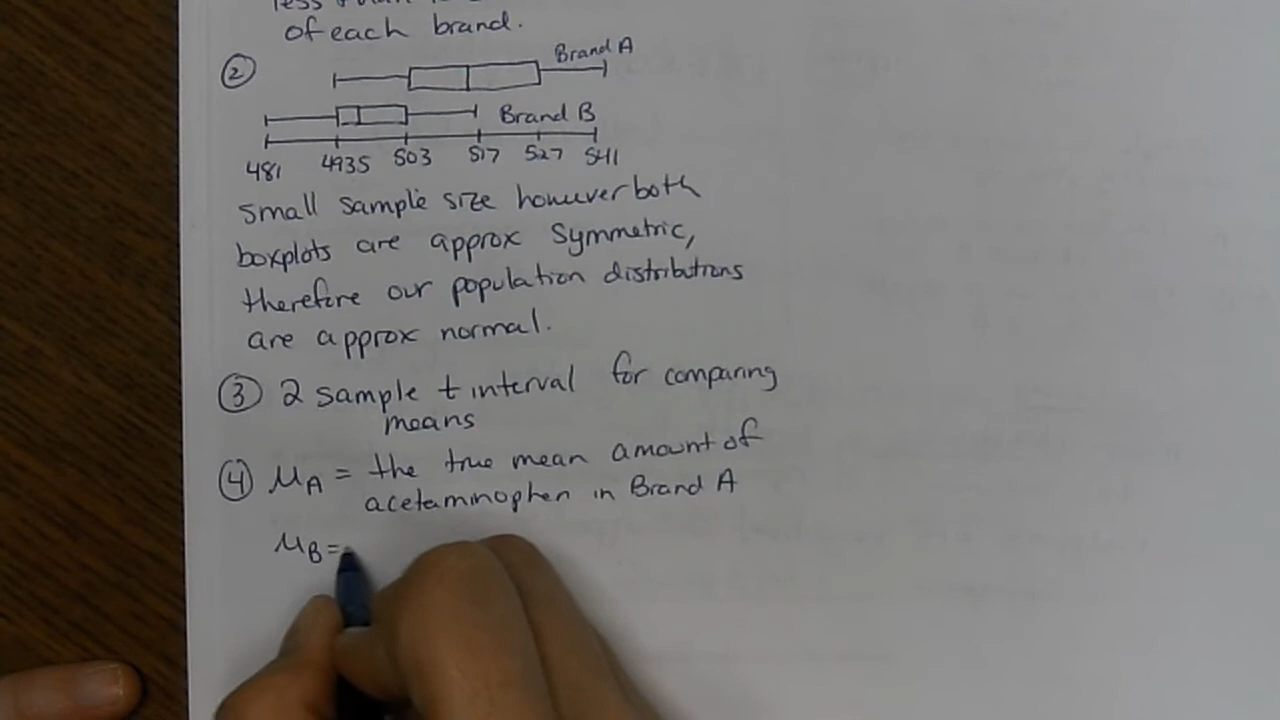 less than
of each brand.
②
Brand A
Brand B
481 493.5 503 517 527 541
small sample size however both
boxplots are approx symmetric,
therefore our population distributions
are approx normal.
③ 2 sample t interval for comparing
means
④ μA = the true mean amount of
acetaminophen in Brand A
μB =